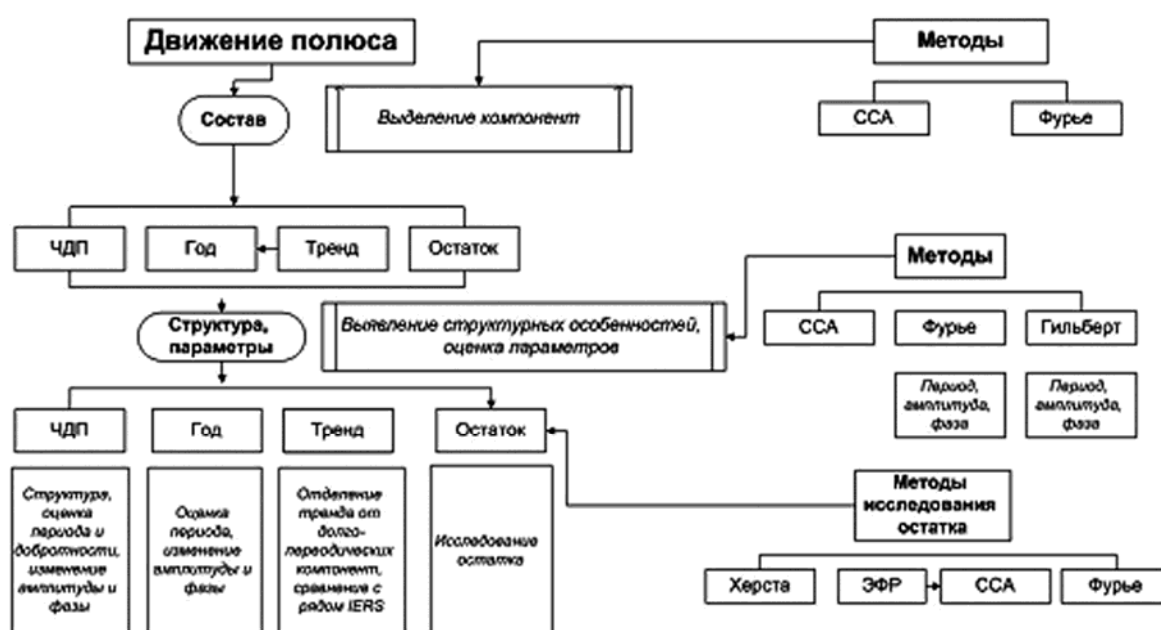 Движение полюса
Методы
Состав
Выделение компонент
ССА
Фурье
ЧДП
Год
Тренд
Остаток
Методы
Структура,
параметры
Выявление структурных особенностей,
оценка параметров
ССА
Фурье
Гильберт
Период,
амплитуда,
фаза
Период,
амплитуда,
фаза
ЧДП
Год
Тренд
Остаток
Структура,
оценка
периода и
добротности,
изменение
амплитуды и
фазы
Оценка
периода,
изменение
амплитуды и
фазы
Отделение
тренда от
долго-
переодических
компонент,
сравнение с
рядом IERS
Исследование
остатка
Методы
исследования
остатка
Херста
ЭФР
ССА
Фурье